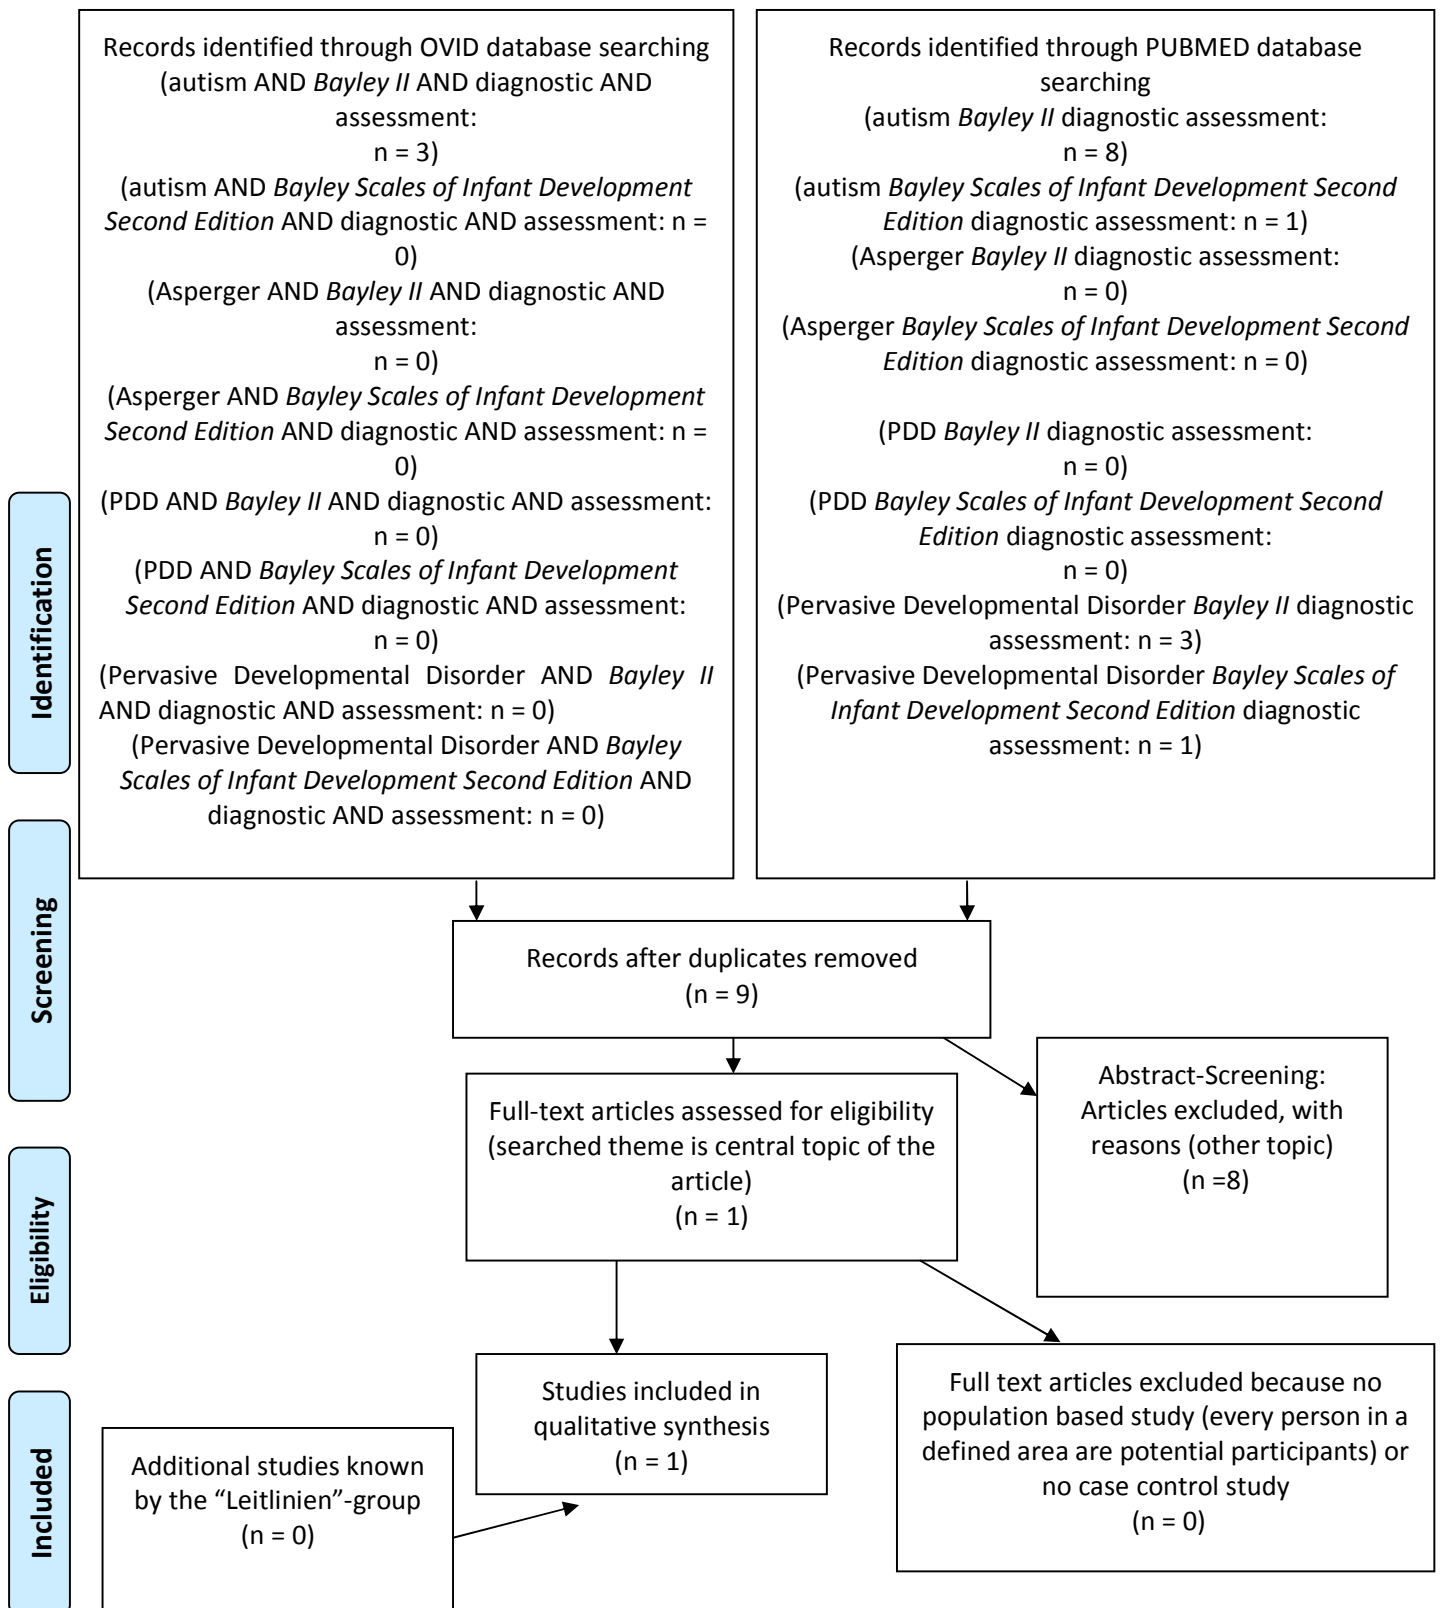 Records identified through OVID database searching
(autism AND Bayley II AND diagnostic AND
assessment:
n = 3)
(autism AND Bayley Scales of Infant Development
Second Edition AND diagnostic AND assessment: n =
0)
(Asperger AND Bayley II AND diagnostic AND
assessment:
n = 0)
(Asperger AND Bayley Scales of Infant Development
Second Edition AND diagnostic AND assessment: n =
0)
(PDD AND Bayley II AND diagnostic AND assessment:
n = 0)
(PDD AND Bayley Scales of Infant Development
Second Edition AND diagnostic AND assessment:
n = 0)
(Pervasive Developmental Disorder AND Bayley II
AND diagnostic AND assessment: n = 0)
(Pervasive Developmental Disorder AND Bayley
Scales of Infant Development Second Edition AND
diagnostic AND assessment: n = 0)
Records identified through PUBMED database
searching
(autism Bayley II diagnostic assessment:
n = 8)
(autism Bayley Scales of Infant Development Second
Edition diagnostic assessment: n = 1)
(Asperger Bayley II diagnostic assessment:
n = 0)
(Asperger Bayley Scales of Infant Development Second
Edition diagnostic assessment: n = 0)
(PDD Bayley II diagnostic assessment:
n = 0)
(PDD Bayley Scales of Infant Development Second
Edition diagnostic assessment:
n = 0)
(Pervasive Developmental Disorder Bayley II diagnostic
assessment: n = 3)
(Pervasive Developmental Disorder Bayley Scales of
Infant Development Second Edition diagnostic
assessment: n = 1)
Identification
Screening
Records after duplicates removed
(n = 9)
Full-text articles assessed for eligibility
(searched theme is central topic of the
article)
(n = 1)
Abstract-Screening:
Articles excluded, with
reasons (other topic)
(n =8)
Eligibility
Studies included in
qualitative synthesis
(n = 1)
Full text articles excluded because no
population based study (every person in a
defined area are potential participants) or
no case control study
(n = 0)
Included
Additional studies known
by the “Leitlinien”-group
(n = 0)